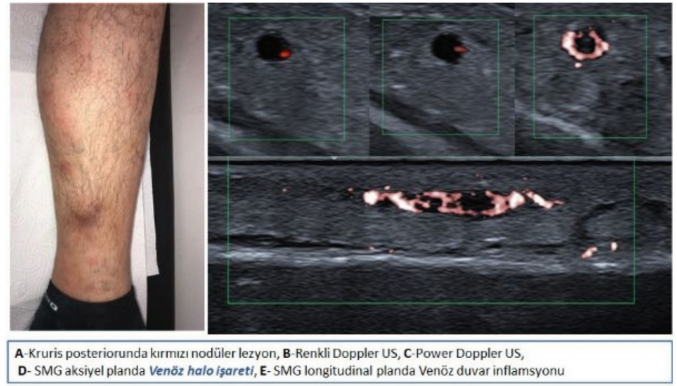 A-Kruris posteriorunda kırmızı nodüler lezyon, B-Renkli Doppler US, C-Power Doppler US,
D- SMG aksiyel planda Venöz halo işareti, E- SMG longitudinal planda Venöz duvar inflamsyonu